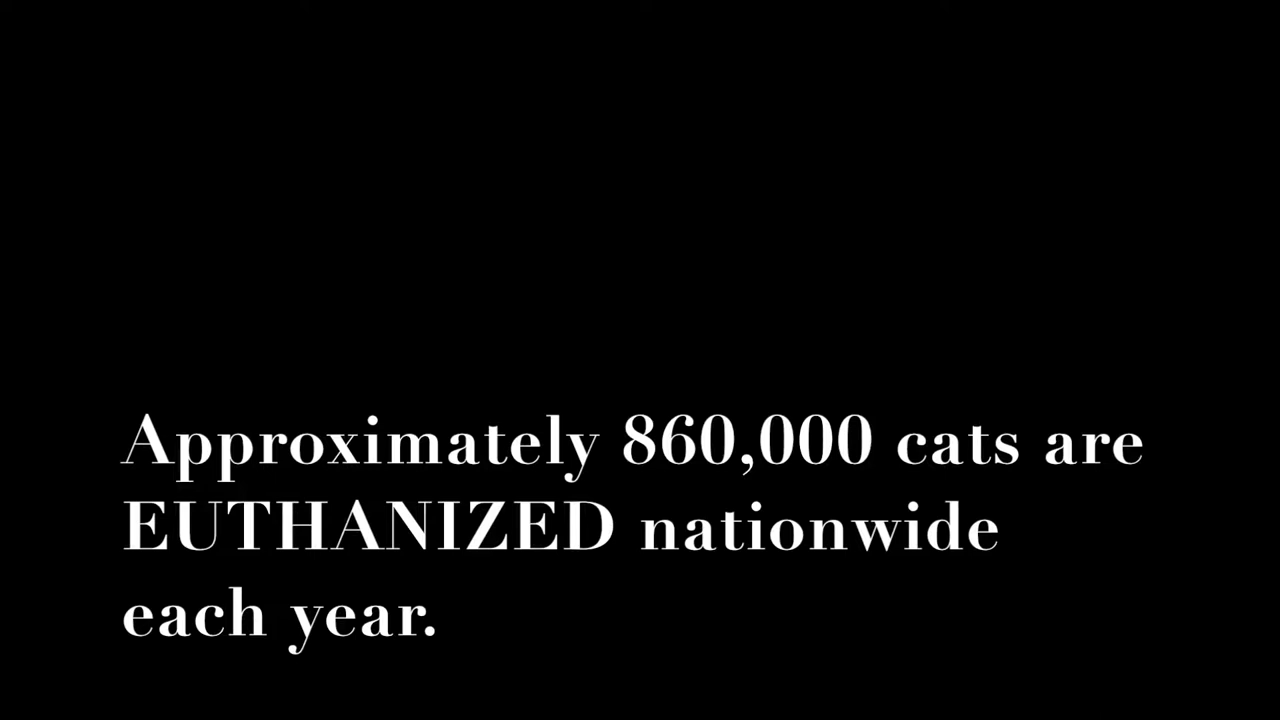 Approximately 860,000 cats are
EUTHANIZED nationwide
each year.